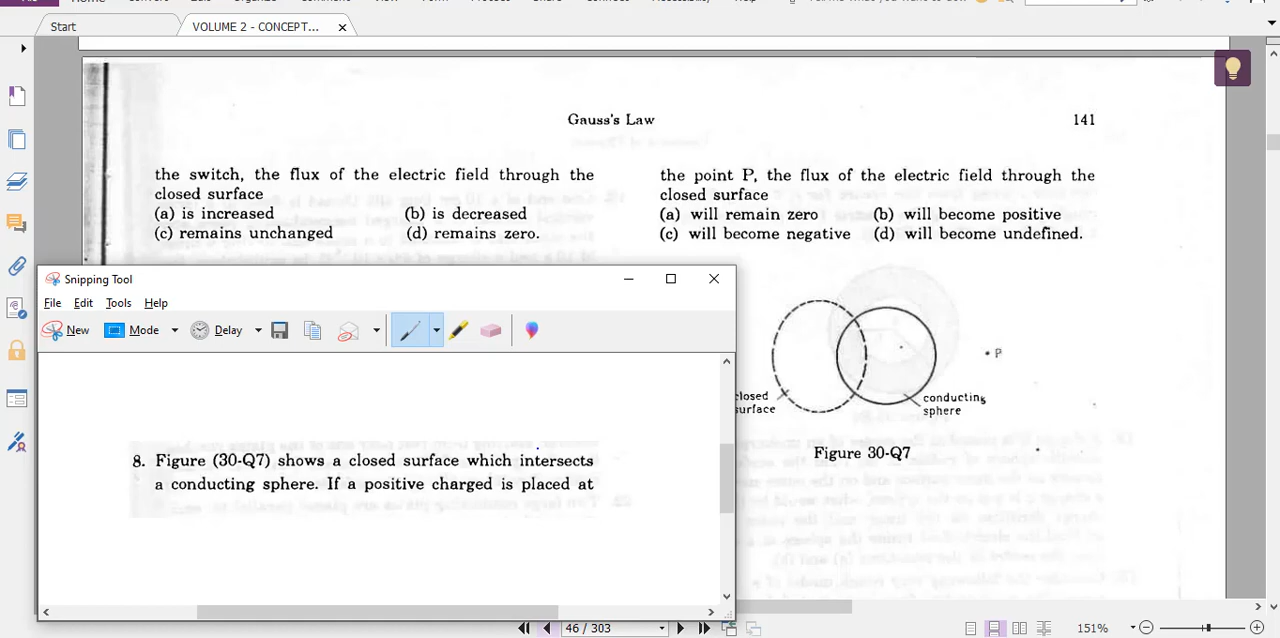 Start
VOLUME 2 - CONCEPT...
Gauss's Law
141
the switch, the flux of the electric field through the
closed surface
(a) is increased (b) is decreased
(c) remains unchanged (d) remains zero.
the point P, the flux of the electric field through the
closed surface
(a) will remain zero (b) will become positive
(c) will become negative (d) will become undefined.
Snipping Tool
File Edit Tools Help
New Mode Delay
8. Figure (30-Q7) shows a closed surface which intersects
a conducting sphere. If a positive charged is placed at
P
closed
surface
conducting
sphere
Figure 30-Q7
46 / 303
151%